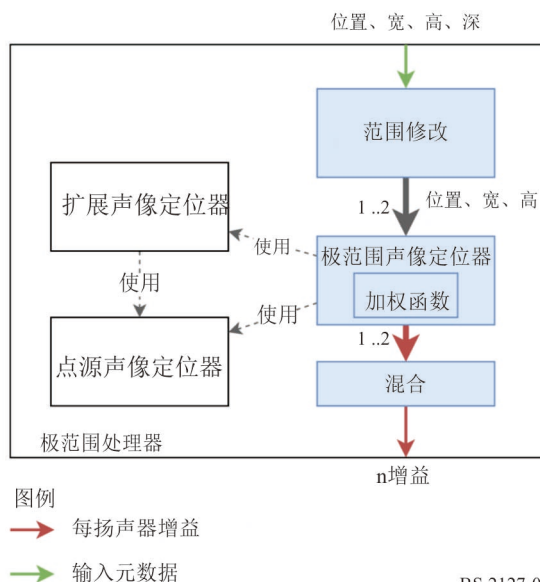 位置、宽、高、深
范围修改
1 ..2
位置、宽、高
扩展声像定位器
使用
极范围声像定位器
加权函数
使用
使用
1 ..2
点源声像定位器
混合
极范围处理器
n增益
图例
每扬声器增益
输入元数据